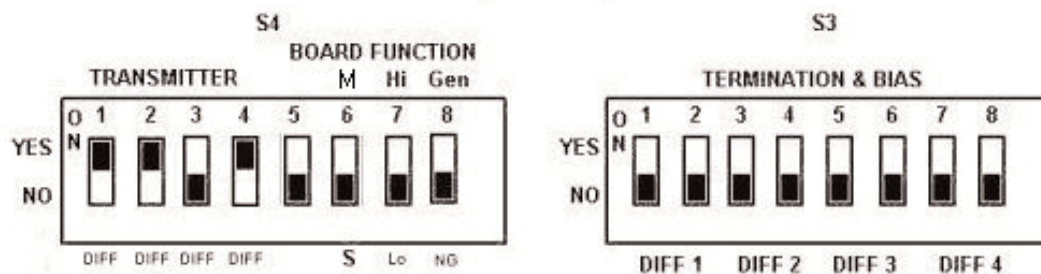 S4 S3
BOARD FUNCTION
TRANSMITTER M Hi Gen TERMINATION & BIAS
O 1 2 3 4 5 6 7 8 O 1 2 3 4 5 6 7 8
YES N YES N
NO NO
DIFF DIFF DIFF DIFF S Lo NG DIFF 1 DIFF 2 DIFF 3 DIFF 4